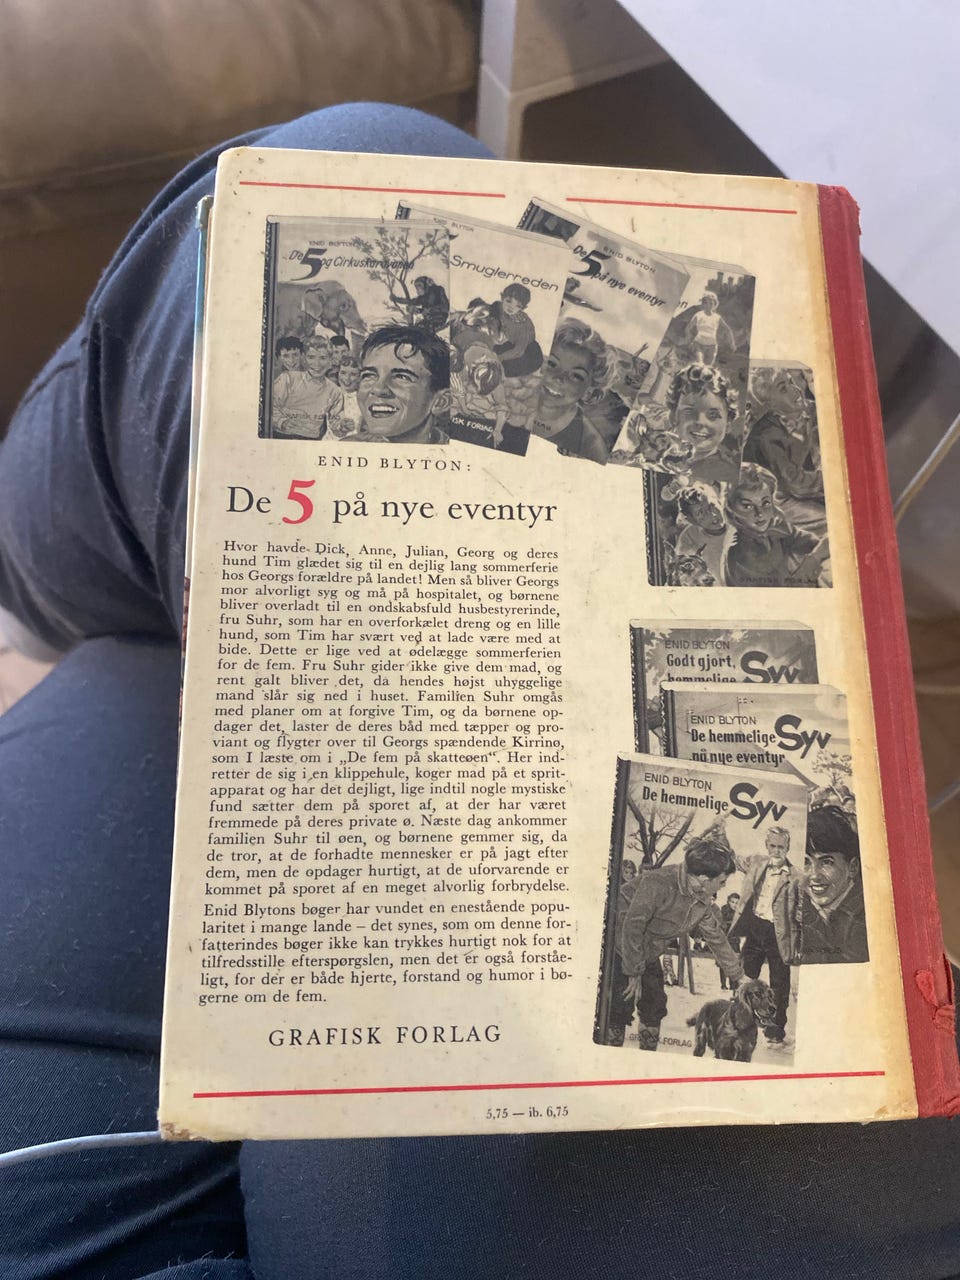 ENID BLYTON
De 5 og Cirkuskaravanen
GRAFISK FORLAG
ENID BLYTON
Smuglerreden
ISK FORLAG
ENID BLYTON
De 5 på nye eventyr
GRAFISK FORLAG
ENID BLYTON:
De 5 på nye eventyr
Hvor havde Dick, Anne, Julian, Georg og deres
hund Tim glædet sig til en dejlig lang sommerferie
hos Georgs forældre på landet! Men så bliver Georgs
mor alvorligt syg og må på hospitalet, og børnene
bliver overladt til en ondskabsfuld husbestyrerinde,
fru Suhr, som har en overforkælet dreng og en lille
hund, som Tim har svært ved at lade være med at
bide. Dette er lige ved at ødelægge sommerferien
for de fem. Fru Suhr gider ikke give dem mad, og
rent galt bliver det, da hendes højst uhyggelige
mand slår sig ned i huset. Familien Suhr omgås
med planer om at forgive Tim, og da børnene op-
dager det, laster de deres båd med tæpper og pro-
viant og flygter over til Georgs spændende Kirrinø,
som I læste om i „De fem på skatteøen“. Her ind-
retter de sig i en klippehule, koger mad på et sprit-
apparat og har det dejligt, lige indtil nogle mystiske
fund sætter dem på sporet af, at der har været
fremmede på deres private ø. Næste dag ankommer
familien Suhr til øen, og børnene gemmer sig, da
de tror, at de forhadte mennesker er på jagt efter
dem, men de opdager hurtigt, at de uforvarende er
kommet på sporet af en meget alvorlig forbrydelse.
Enid Blytons bøger har vundet en enestående popu-
laritet i mange lande – det synes, som om denne for-
fatterindes bøger ikke kan trykkes hurtigt nok for at
tilfredsstille efterspørgslen, men det er også forståe-
ligt, for der er både hjerte, forstand og humor i bø-
gerne om de fem.
GRAFISK FORLAG
ENID BLYTON
Godt gjort,
hemmelige Syv
ENID BLYTON
De hemmelige Syv
på nye eventyr
ENID BLYTON
De hemmelige Syv
GRAFISK FORLAG
5,75 — ib. 6,75